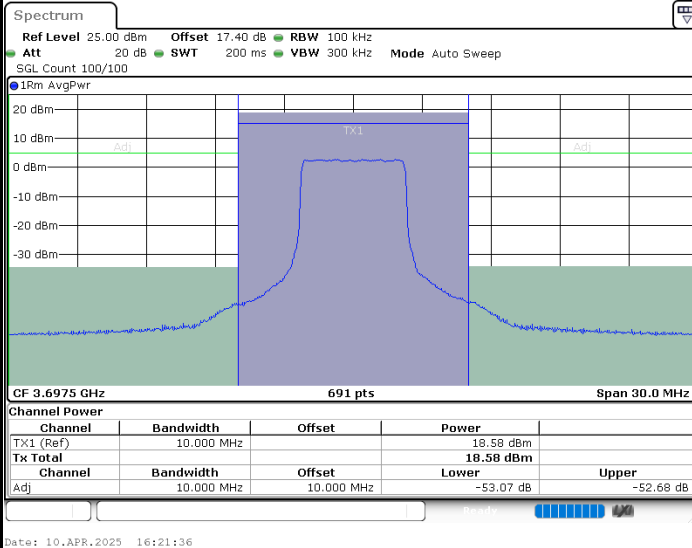 Spectrum
Ref Level 25.00 dBm Offset 17.40 dB RBW 100 kHz
Att 20 dB SWT 200 ms VBW 300 kHz Mode Auto Sweep
SGL Count 100/100
1Rm AvgPwr
20 dBm
TX1
10 dBm
Adj Adj
0 dBm
-10 dBm
-20 dBm
-30 dBm
CF 3.6975 GHz 691 pts Span 30.0 MHz
Channel Power
Channel Bandwidth Offset Power
TX1 (Ref) 10.000 MHz 18.58 dBm
Tx Total 18.58 dBm
Channel Bandwidth Offset Lower Upper
Adj 10.000 MHz 10.000 MHz -53.07 dB -52.68 dB
Ready
Date: 10.APR.2025 16:21:36